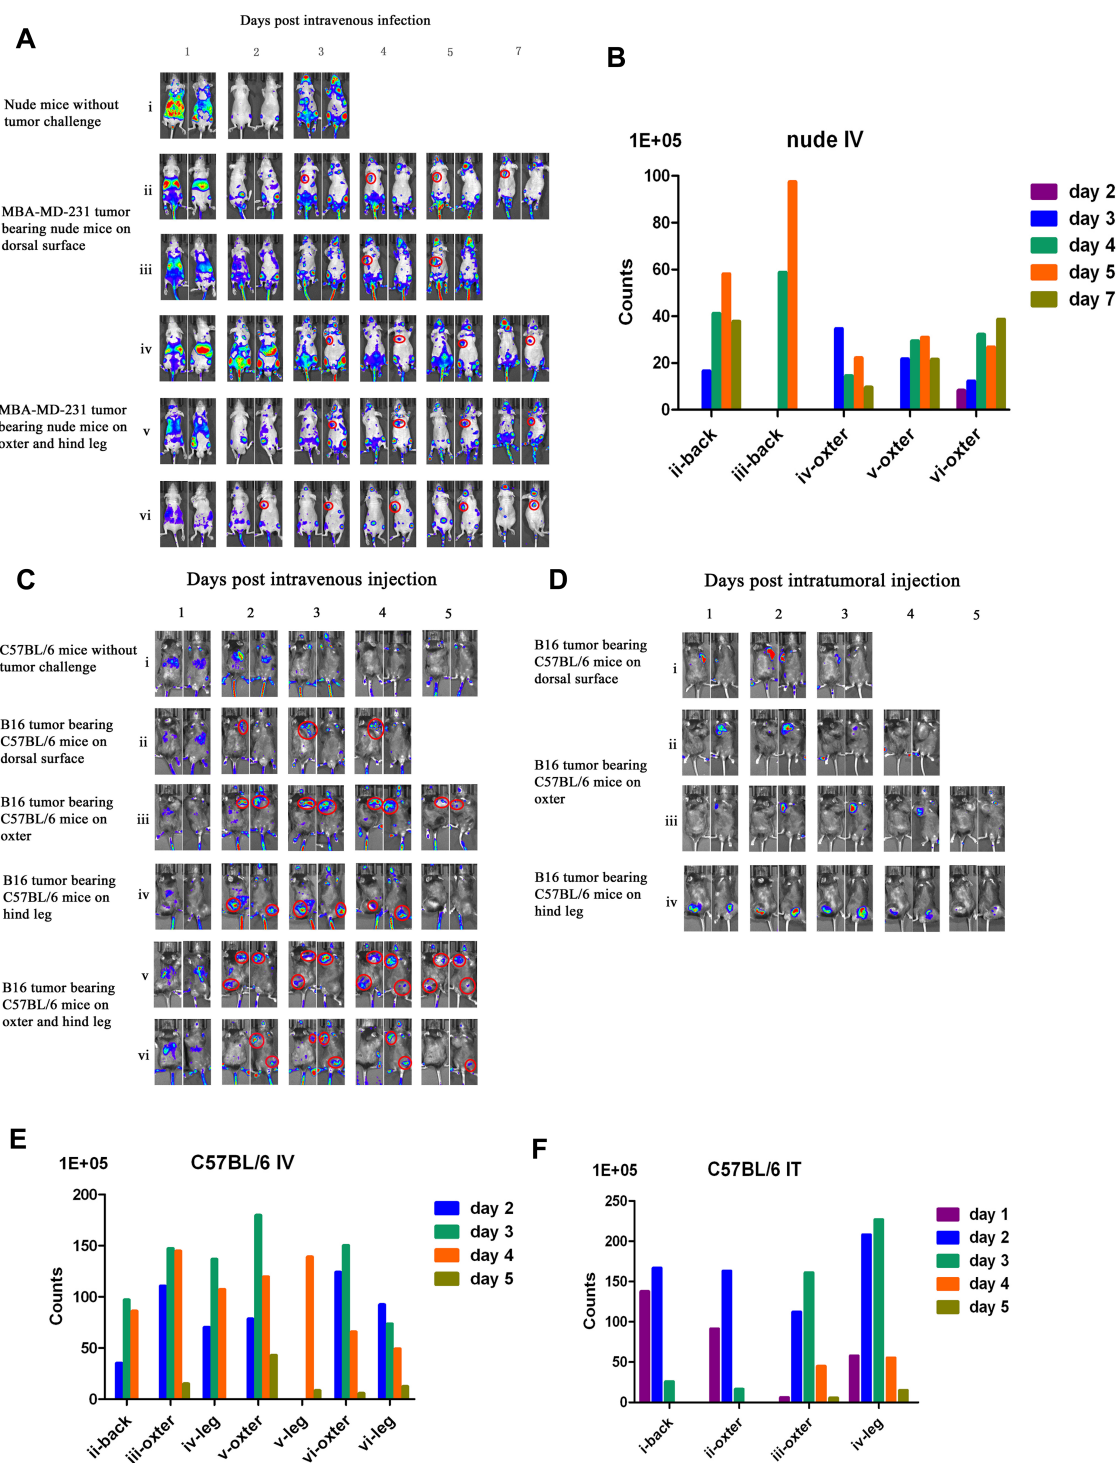 A
Days post intravenous infection
1 2 3 4 5 7
Nude mice without
tumor challenge
i
ii
MBA-MD-231 tumor
bearing nude mice on
dorsal surface
iii
iv
MBA-MD-231 tumor
bearing nude mice on
oxter and hind leg
v
vi
B
1E+05 nude IV
Counts
100
80
60
40
20
0
ii-back
iii-back
iv-oxter
v-oxter
vi-oxter
day 2
day 3
day 4
day 5
day 7
C
Days post intravenous injection
1 2 3 4 5
C57BL/6 mice without
tumor challenge
i
B16 tumor bearing
C57BL/6 mice on
dorsal surface
ii
B16 tumor bearing
C57BL/6 mice on
oxter
iii
B16 tumor bearing
C57BL/6 mice on
hind leg
iv
v
B16 tumor bearing
C57BL/6 mice on
oxter and hind leg
vi
D
Days post intratumoral injection
1 2 3 4 5
B16 tumor bearing
C57BL/6 mice on
dorsal surface
i
ii
B16 tumor bearing
C57BL/6 mice on
oxter
iii
B16 tumor bearing
C57BL/6 mice on
hind leg
iv
E
1E+05 C57BL/6 IV
Counts
200
150
100
50
0
ii-back
iii-oxter
iv-leg
v-oxter
v-leg
vi-oxter
vi-leg
day 2
day 3
day 4
day 5
F
1E+05 C57BL/6 IT
Counts
250
200
150
100
50
0
i-back
ii-oxter
iii-oxter
iv-leg
day 1
day 2
day 3
day 4
day 5